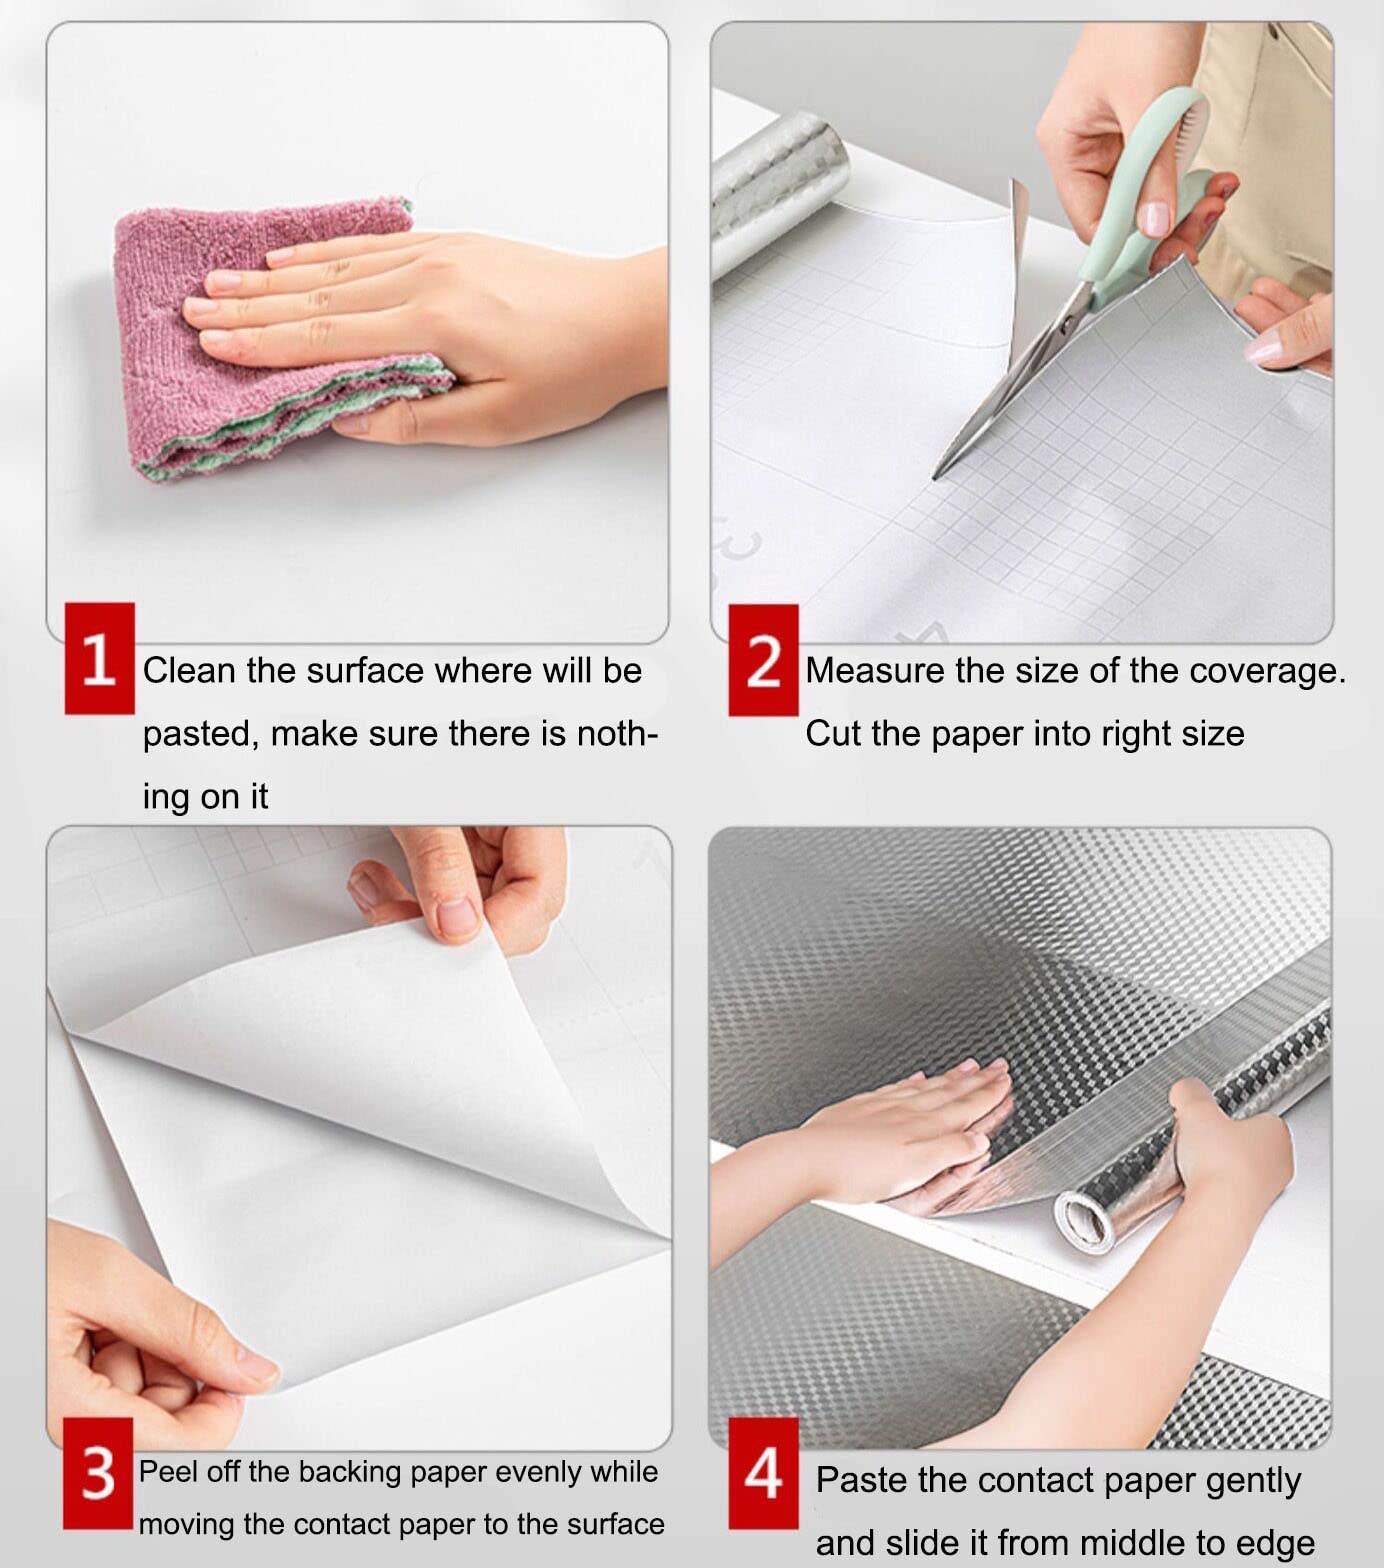 1
Clean the surface where will be
pasted, make sure there is noth-
ing on it
2
Measure the size of the coverage.
Cut the paper into right size
3
Peel off the backing paper evenly while
moving the contact paper to the surface
4
Paste the contact paper gently
and slide it from middle to edge